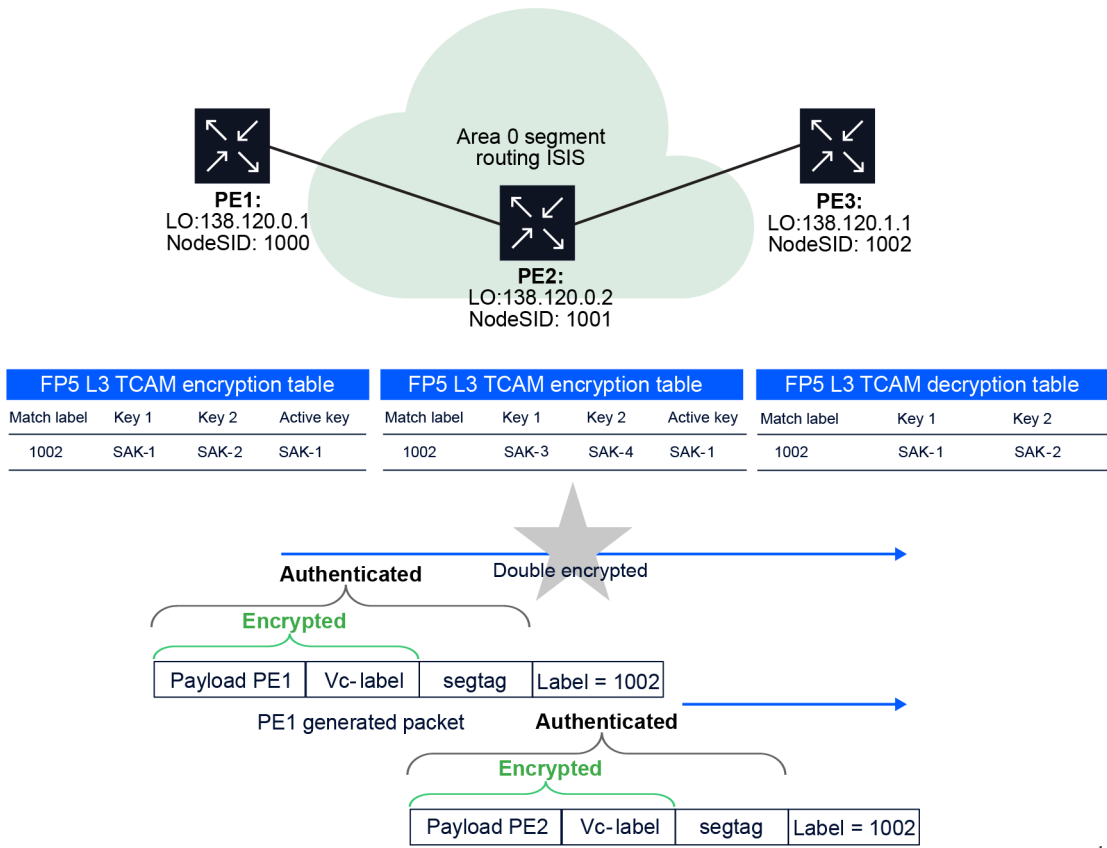 Area 0 segment
routing ISIS
PE1:
LO:138.120.0.1
NodeSID: 1000
PE2:
LO:138.120.0.2
NodeSID: 1001
PE3:
LO:138.120.1.1
NodeSID: 1002
FP5 L3 TCAM encryption table
Match label Key 1 Key 2 Active key
1002 SAK-1 SAK-2 SAK-1
FP5 L3 TCAM encryption table
Match label Key 1 Key 2 Active key
1002 SAK-3 SAK-4 SAK-1
FP5 L3 TCAM decryption table
Match label Key 1 Key 2
1002 SAK-1 SAK-2
Double encrypted
Authenticated
Encrypted
Payload PE1 Vc-label segtag Label = 1002
PE1 generated packet
Authenticated
Encrypted
Payload PE2 Vc-label segtag Label = 1002